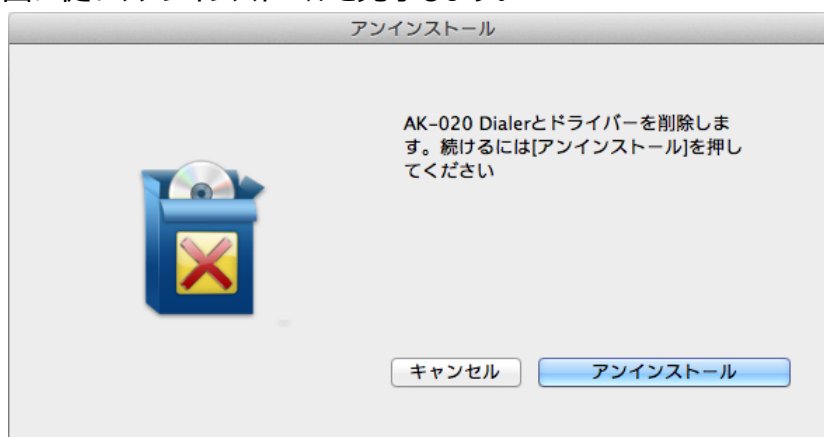 アンインストール
AK-020 Dialerとドライバーを削除しま
す。続けるには[アンインストール]を押し
てください
キャンセル
アンインストール